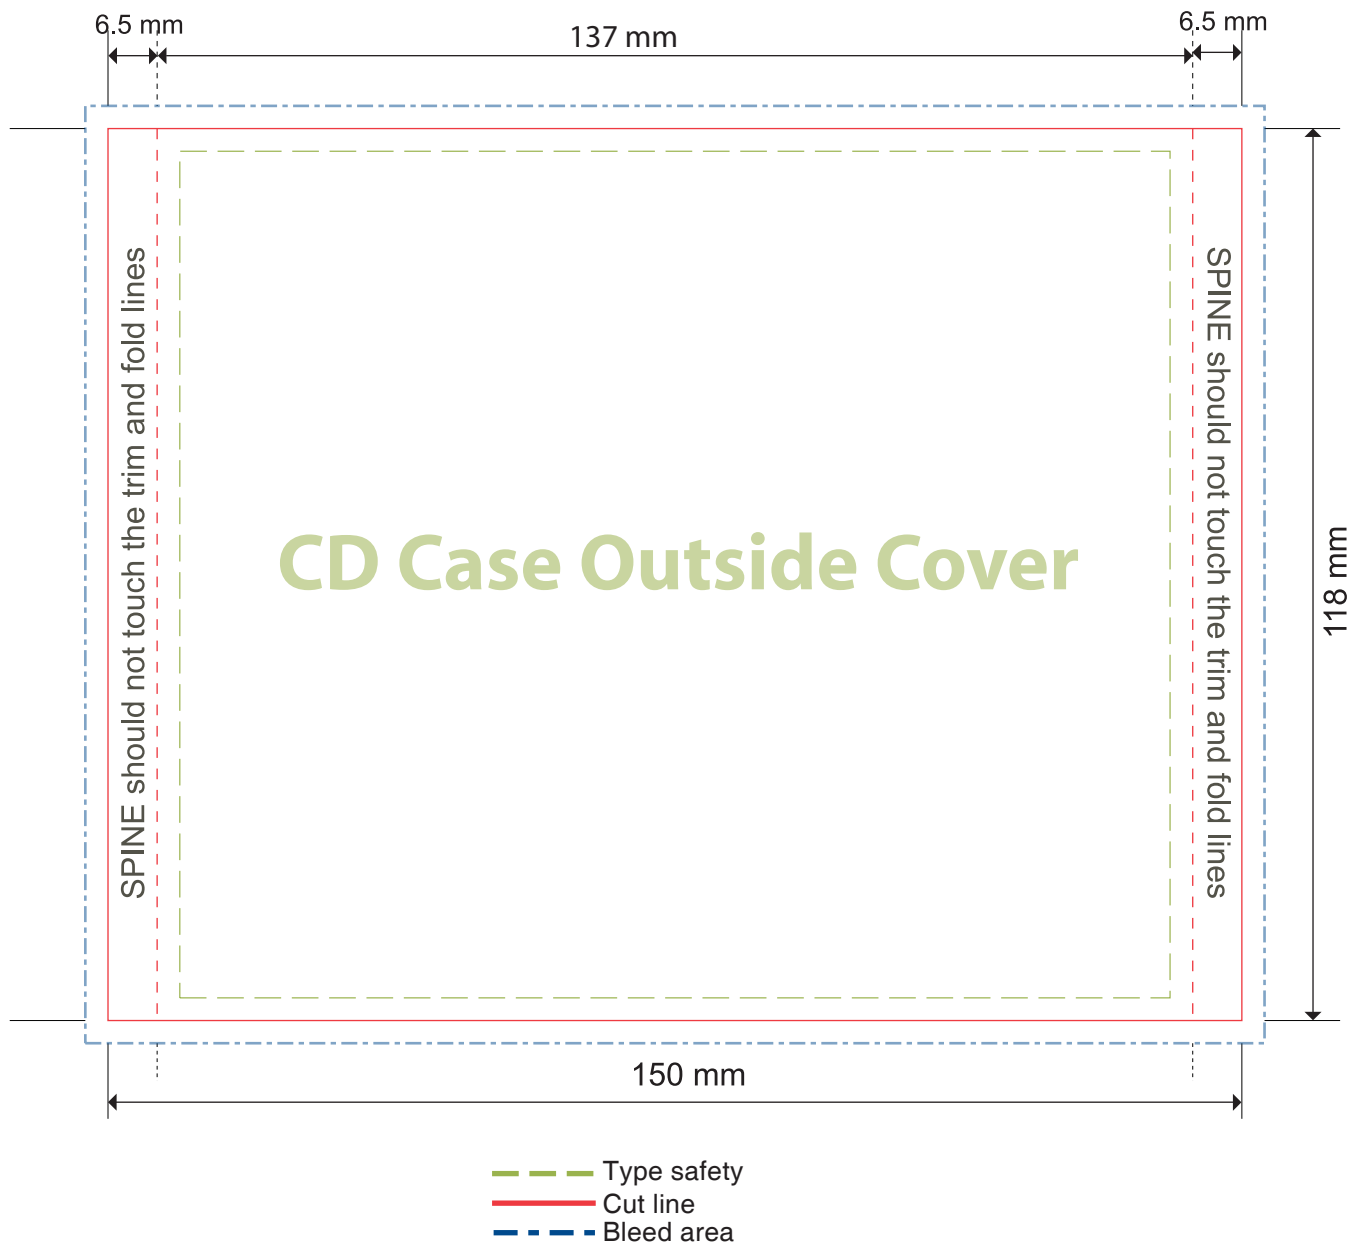 6.5 mm
137 mm
6.5 mm
SPINE should not touch the trim and fold lines
CD Case Outside Cover
SPINE should not touch the trim and fold lines
118 mm
150 mm
Type safety
Cut line
Bleed area